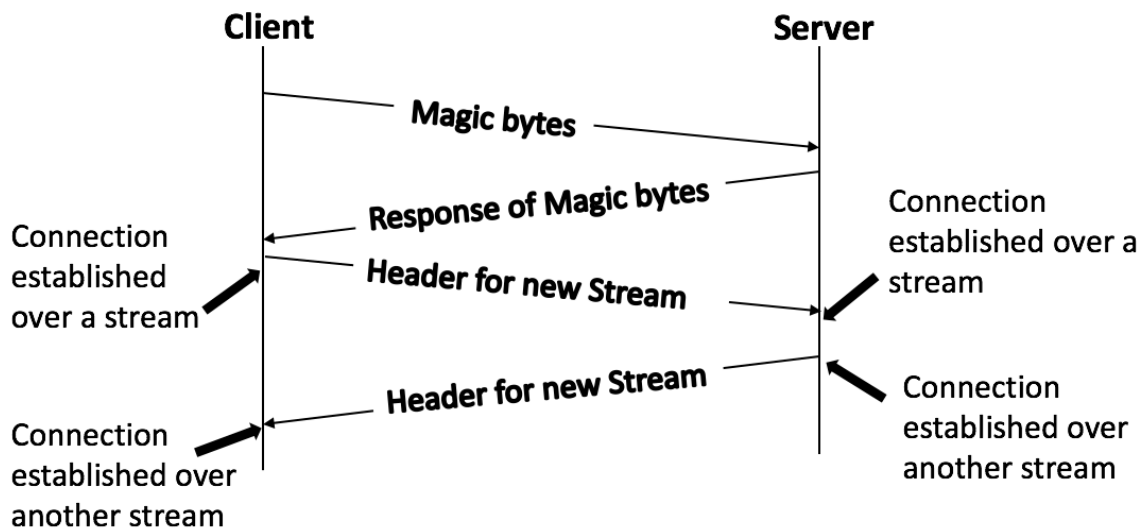 Client
Server
Magic bytes
Response of Magic bytes
Connection
established
over a stream
Connection
established over a
stream
Header for new Stream
Header for new Stream
Connection
established over
another stream
Connection
established over
another stream